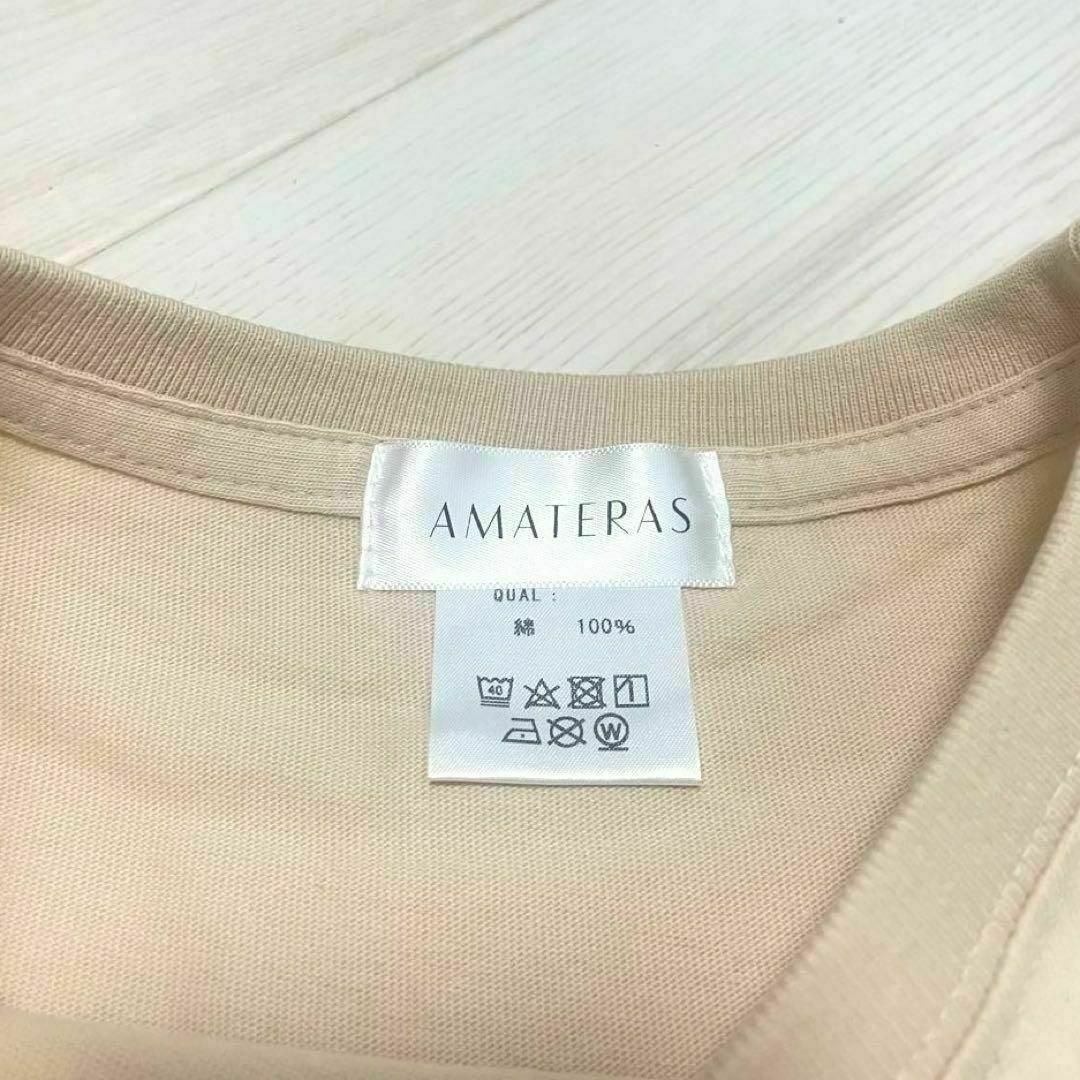 AMATERAS
QUAL :
綿 100%
40
W